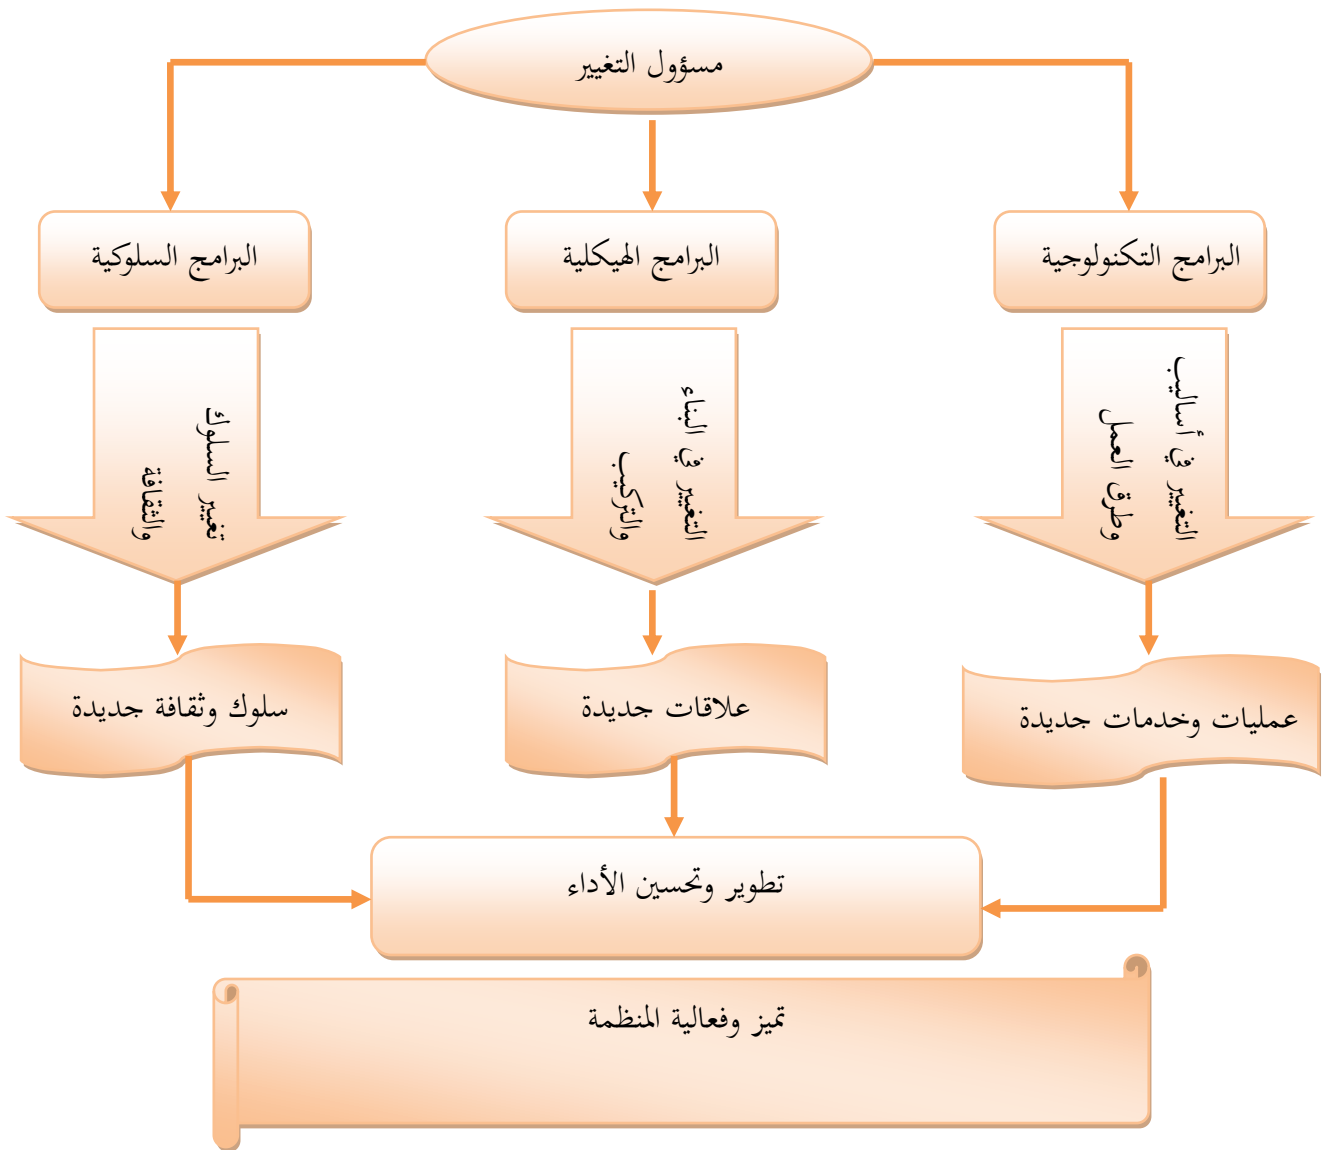 مسؤول التغيير
البرامج التكنولوجية
البرامج الهيكلية
البرامج السلوكية
التغيير في أساليب
وطرق العمل
التغيير في البناء
والتركيب
تغيير السلوك
والثقافة
عمليات وخدمات جديدة
علاقات جديدة
سلوك وثقافة جديدة
تطوير وتحسين الأداء
تميز وفعالية المنظمة